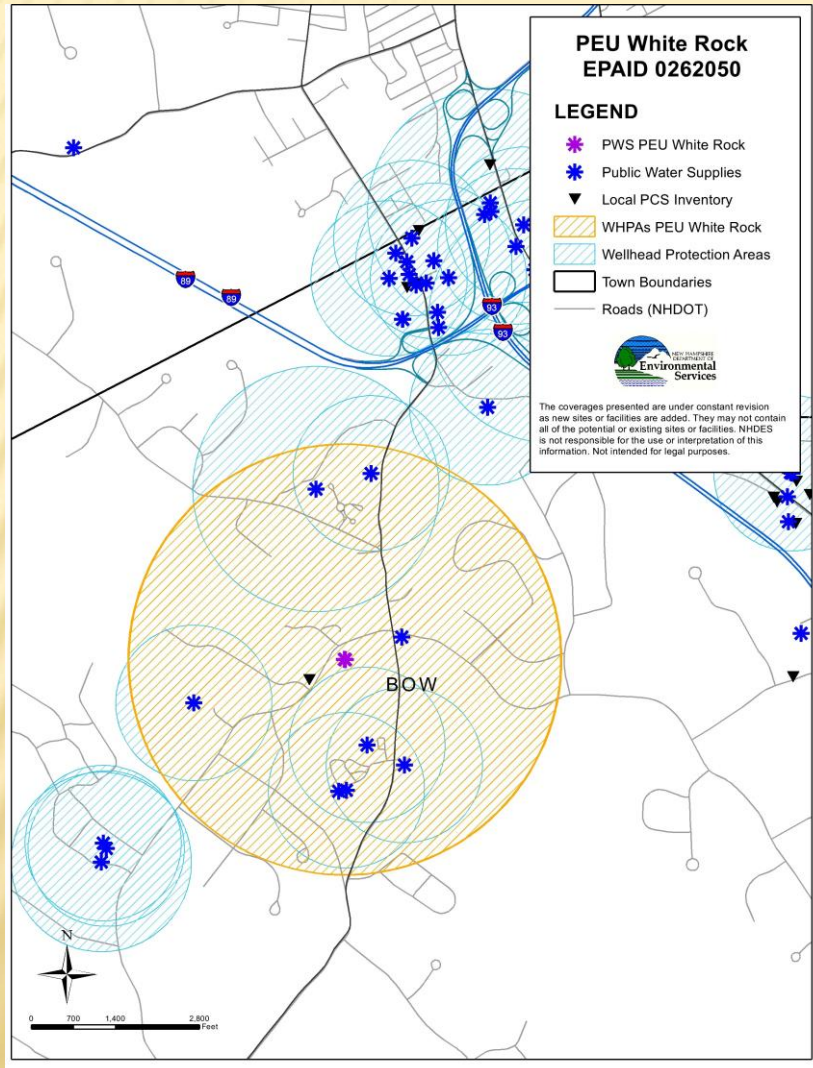 PEU White Rock
EPAID 0262050
LEGEND
PWS PEU White Rock
Public Water Supplies
Local PCS Inventory
WHPAs PEU White Rock
Wellhead Protection Areas
Town Boundaries
Roads (NHDOT)
NEW HAMPSHIRE
DEPARTMENT OF
Environmental
Services
The coverages presented are under constant revision
as new sites or facilities are added. They may not contain
all of the potential or existing sites or facilities. NHDES
is not responsible for the use or interpretation of this
information. Not intended for legal purposes.
89
89
93
93
BOW
N
0 700 1,400 2,800
Feet